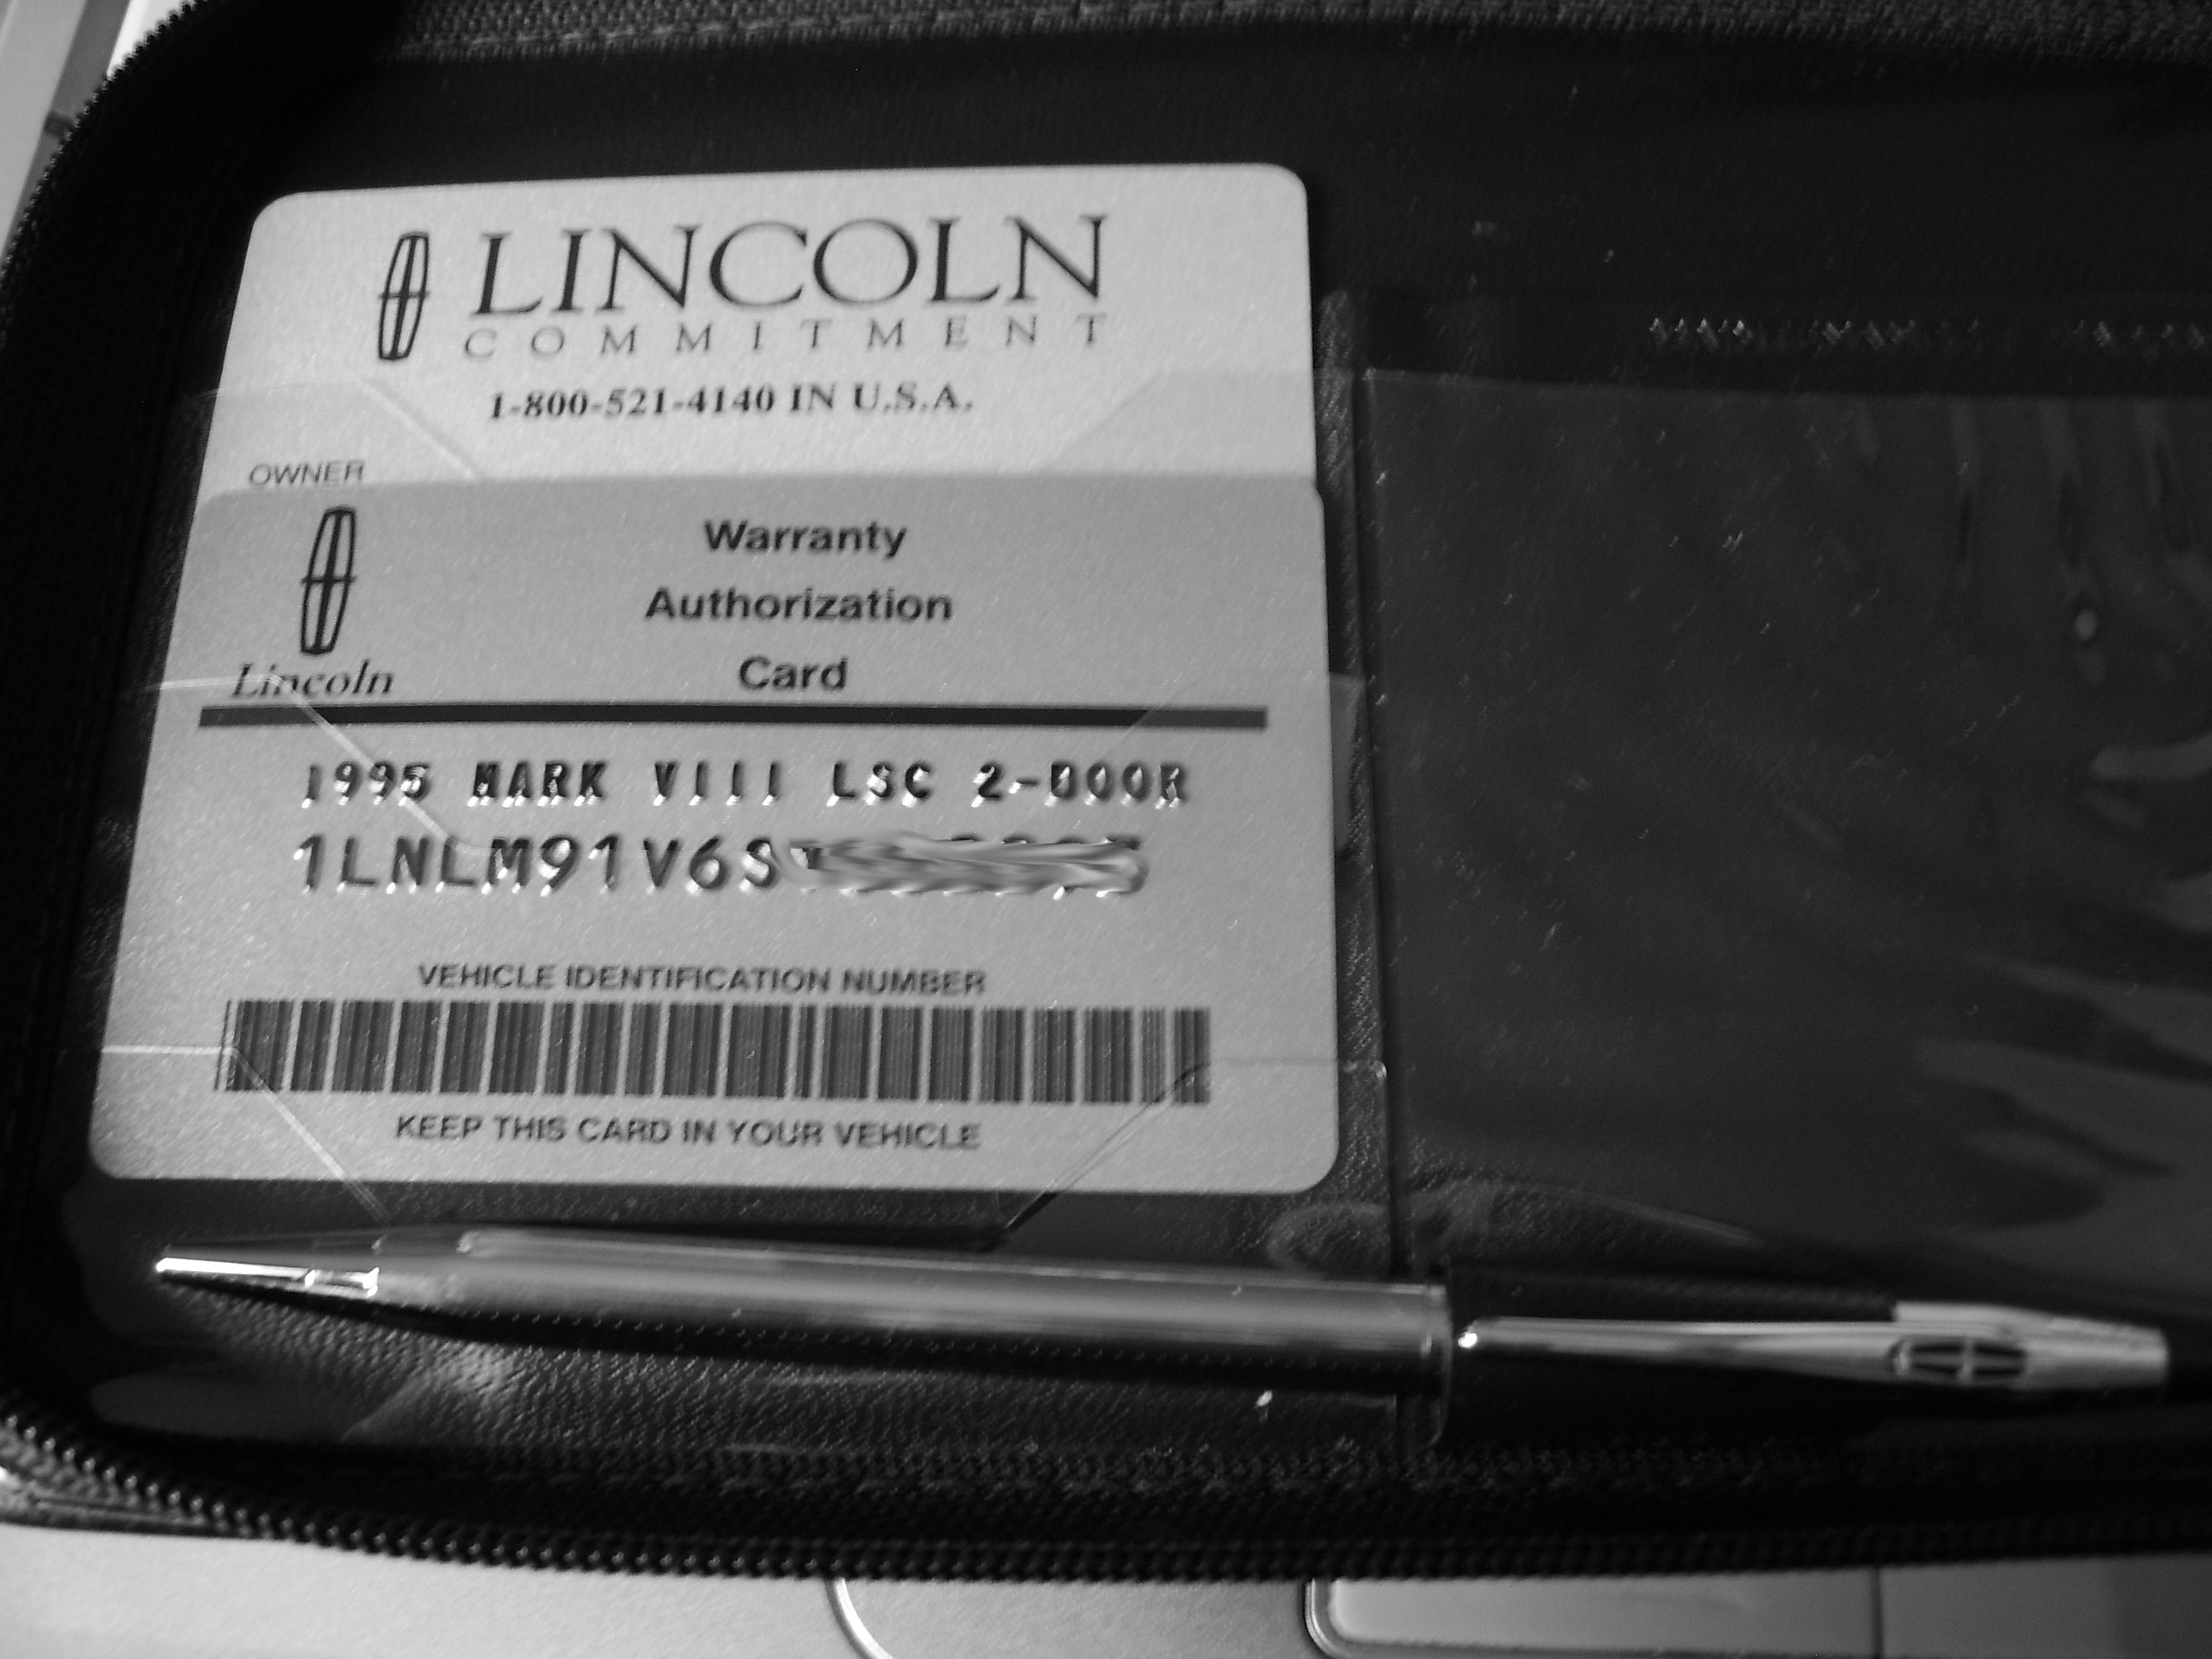 LINCOLN
COMMITMENT
1-800-521-4140 IN U.S.A.
OWNER
Warranty
Authorization
Card
Lincoln
1995 MARK VIII LSC 2-DOOR
1LNLM91V6S
VEHICLE IDENTIFICATION NUMBER
KEEP THIS CARD IN YOUR VEHICLE